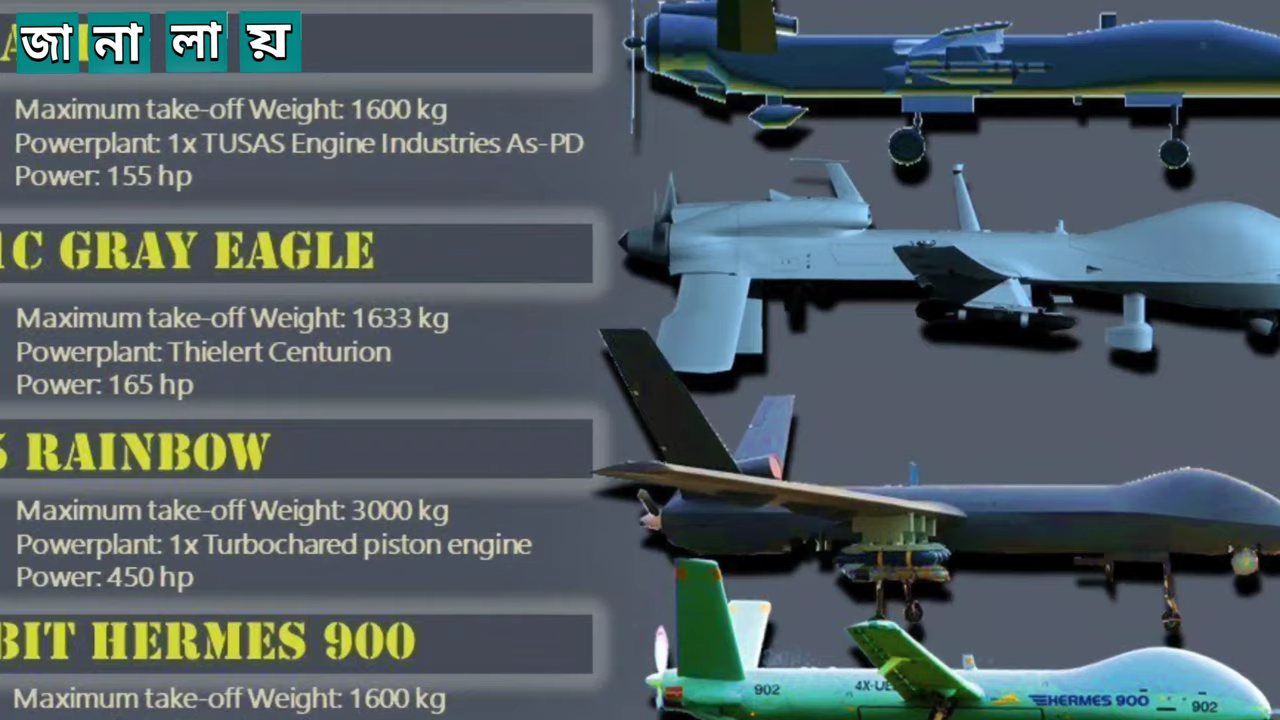 জা না লা য়
Maximum take-off Weight: 1600 kg
Powerplant: 1x TUSAS Engine Industries As-PD
Power: 155 hp
1C GRAY EAGLE
Maximum take-off Weight: 1633 kg
Powerplant: Thielert Centurion
Power: 165 hp
5 RAINBOW
Maximum take-off Weight: 3000 kg
Powerplant: 1x Turbochared piston engine
Power: 450 hp
BIT HERMES 900
Maximum take-off Weight: 1600 kg
902
HERMES 900
902